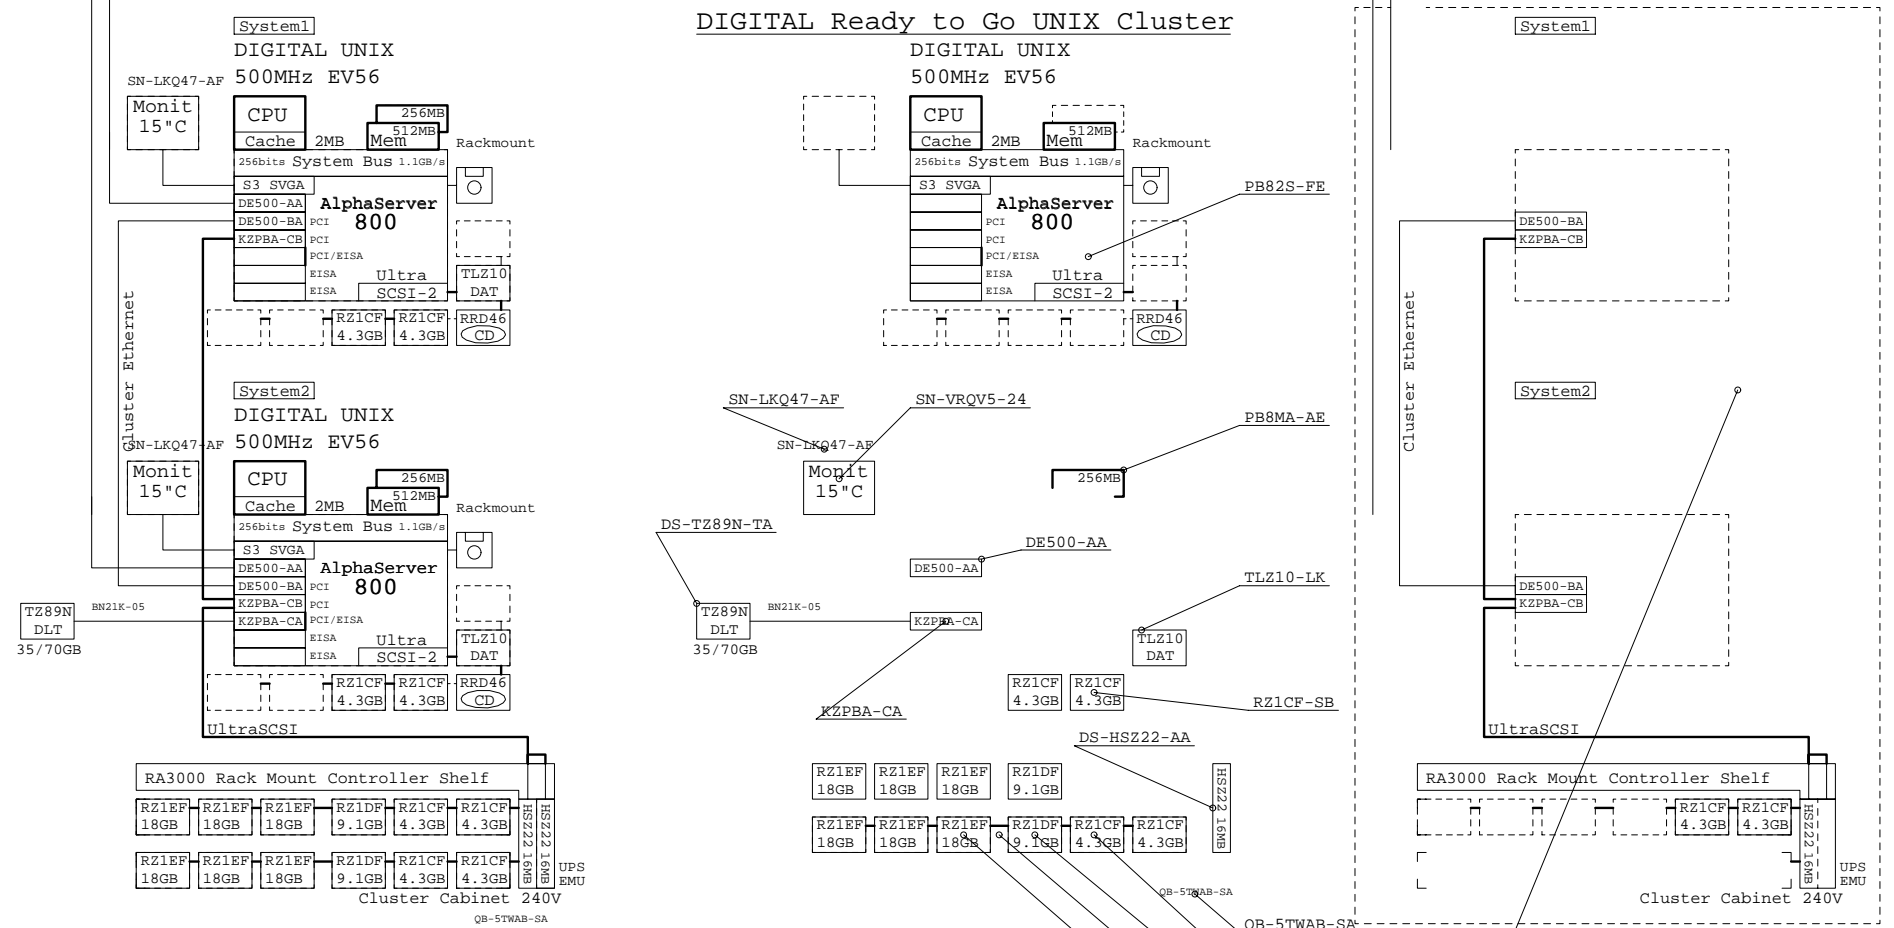 DIGITAL Ready to Go UNIX Cluster
System1
DIGITAL UNIX
500MHz EV56
SN-LKQ47-AF
Monit
15"C
CPU
Cache
2MB
256MB
512MB
Mem
Rackmount
256bits System Bus 1.1GB/s
S3 SVGA
DE500-AA
AlphaServer
DE500-BA
PCI
800
KZPBA-CB
PCI
PCI/EISA
EISA
Ultra
TLZ10
EISA
SCSI-2
DAT
RZ1CF
RZ1CF
RRD46
4.3GB
4.3GB
CD
Cluster Ethernet
System2
DIGITAL UNIX
500MHz EV56
SN-LKQ47-AF
Monit
15"C
CPU
Cache
2MB
256MB
512MB
Mem
Rackmount
256bits System Bus 1.1GB/s
S3 SVGA
DE500-AA
AlphaServer
DE500-BA
PCI
800
KZPBA-CB
PCI
TZ89N
BN21K-05
KZPBA-CA
PCI/EISA
DLT
EISA
Ultra
TLZ10
35/70GB
EISA
SCSI-2
DAT
RZ1CF
RZ1CF
RRD46
4.3GB
4.3GB
CD
UltraSCSI
RA3000 Rack Mount Controller Shelf
RZ1EF
RZ1EF
RZ1EF
RZ1DF
RZ1CF
RZ1CF
18GB
18GB
18GB
9.1GB
4.3GB
4.3GB
RZ1EF
RZ1EF
RZ1EF
RZ1DF
RZ1CF
RZ1CF
18GB
18GB
18GB
9.1GB
4.3GB
4.3GB
HSZ22 16MB
HSZ22 16MB
UPS
EMU
Cluster Cabinet 240V
QB-5TWAB-SA
DIGITAL UNIX
500MHz EV56
CPU
Cache
2MB
512MB
Mem
Rackmount
256bits System Bus 1.1GB/s
S3 SVGA
PB82S-FE
AlphaServer
PCI
800
PCI
PCI/EISA
EISA
Ultra
EISA
SCSI-2
RRD46
CD
SN-LKQ47-AF
SN-VRQV5-24
PB8MA-AE
SN-LKQ47-AF
Monit
15"C
256MB
DS-TZ89N-TA
DE500-AA
DE500-AA
TLZ10-LK
TZ89N
BN21K-05
KZPBA-CA
DLT
35/70GB
TLZ10
DAT
RZ1CF
RZ1CF
4.3GB
4.3GB
RZ1CF-SB
KZPBA-CA
DS-HSZ22-AA
RZ1EF
RZ1EF
RZ1EF
RZ1DF
18GB
18GB
18GB
9.1GB
HSZ22 16MB
RZ1EF
RZ1EF
RZ1EF
RZ1DF
RZ1CF
RZ1CF
18GB
18GB
18GB
9.1GB
4.3GB
4.3GB
QB-5TWAB-SA
QB-5TWAB-SA
System1
DE500-BA
KZPBA-CB
Cluster Ethernet
System2
DE500-BA
KZPBA-CB
UltraSCSI
RA3000 Rack Mount Controller Shelf
RZ1CF
RZ1CF
4.3GB
4.3GB
HSZ22 16MB
UPS
EMU
Cluster Cabinet 240V